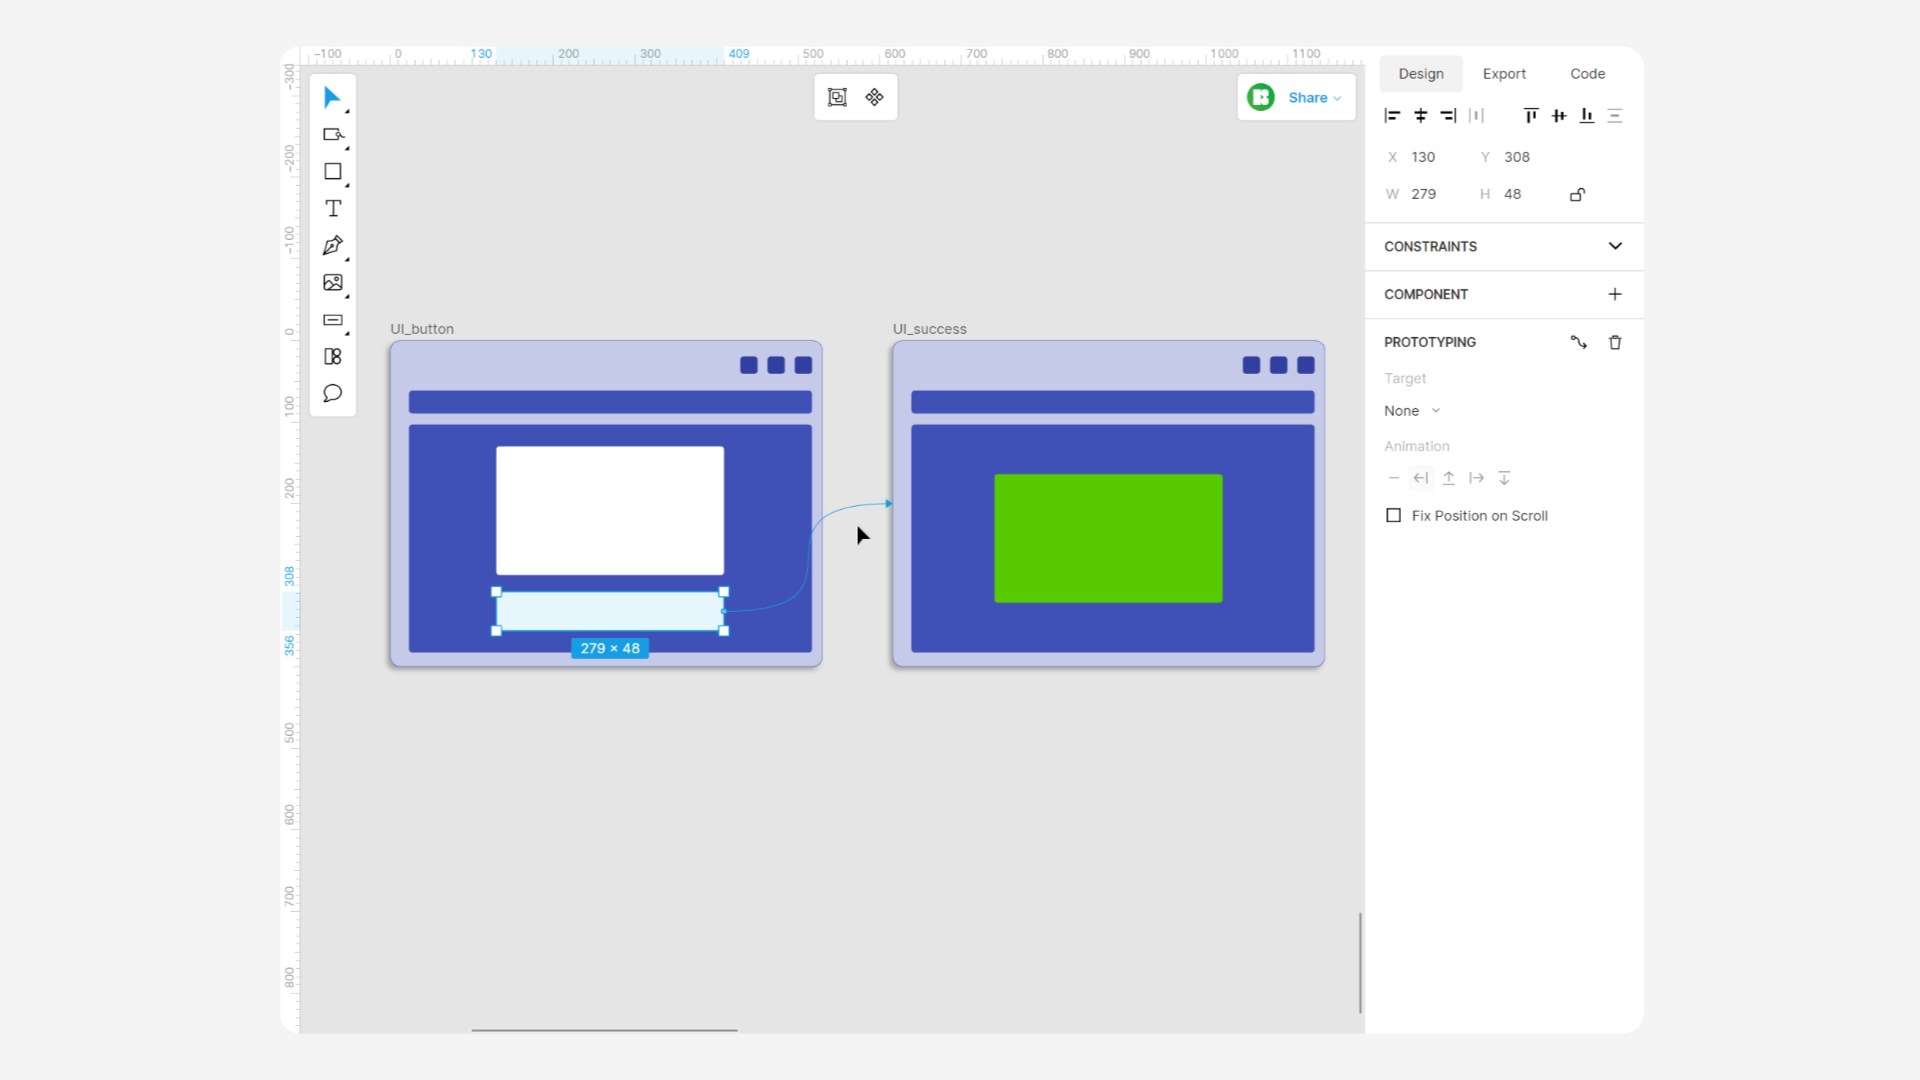 -100 0 130 200 300 409 500 600 700 800 900 1000 1100
-300
-200
-100
0
100
200
308
356
500
600
700
800
Share
UI_button
UI_success
279 × 48
Design Export Code
X 130 Y 308
W 279 H 48
CONSTRAINTS
COMPONENT
PROTOTYPING
Target
None
Animation
Fix Position on Scroll